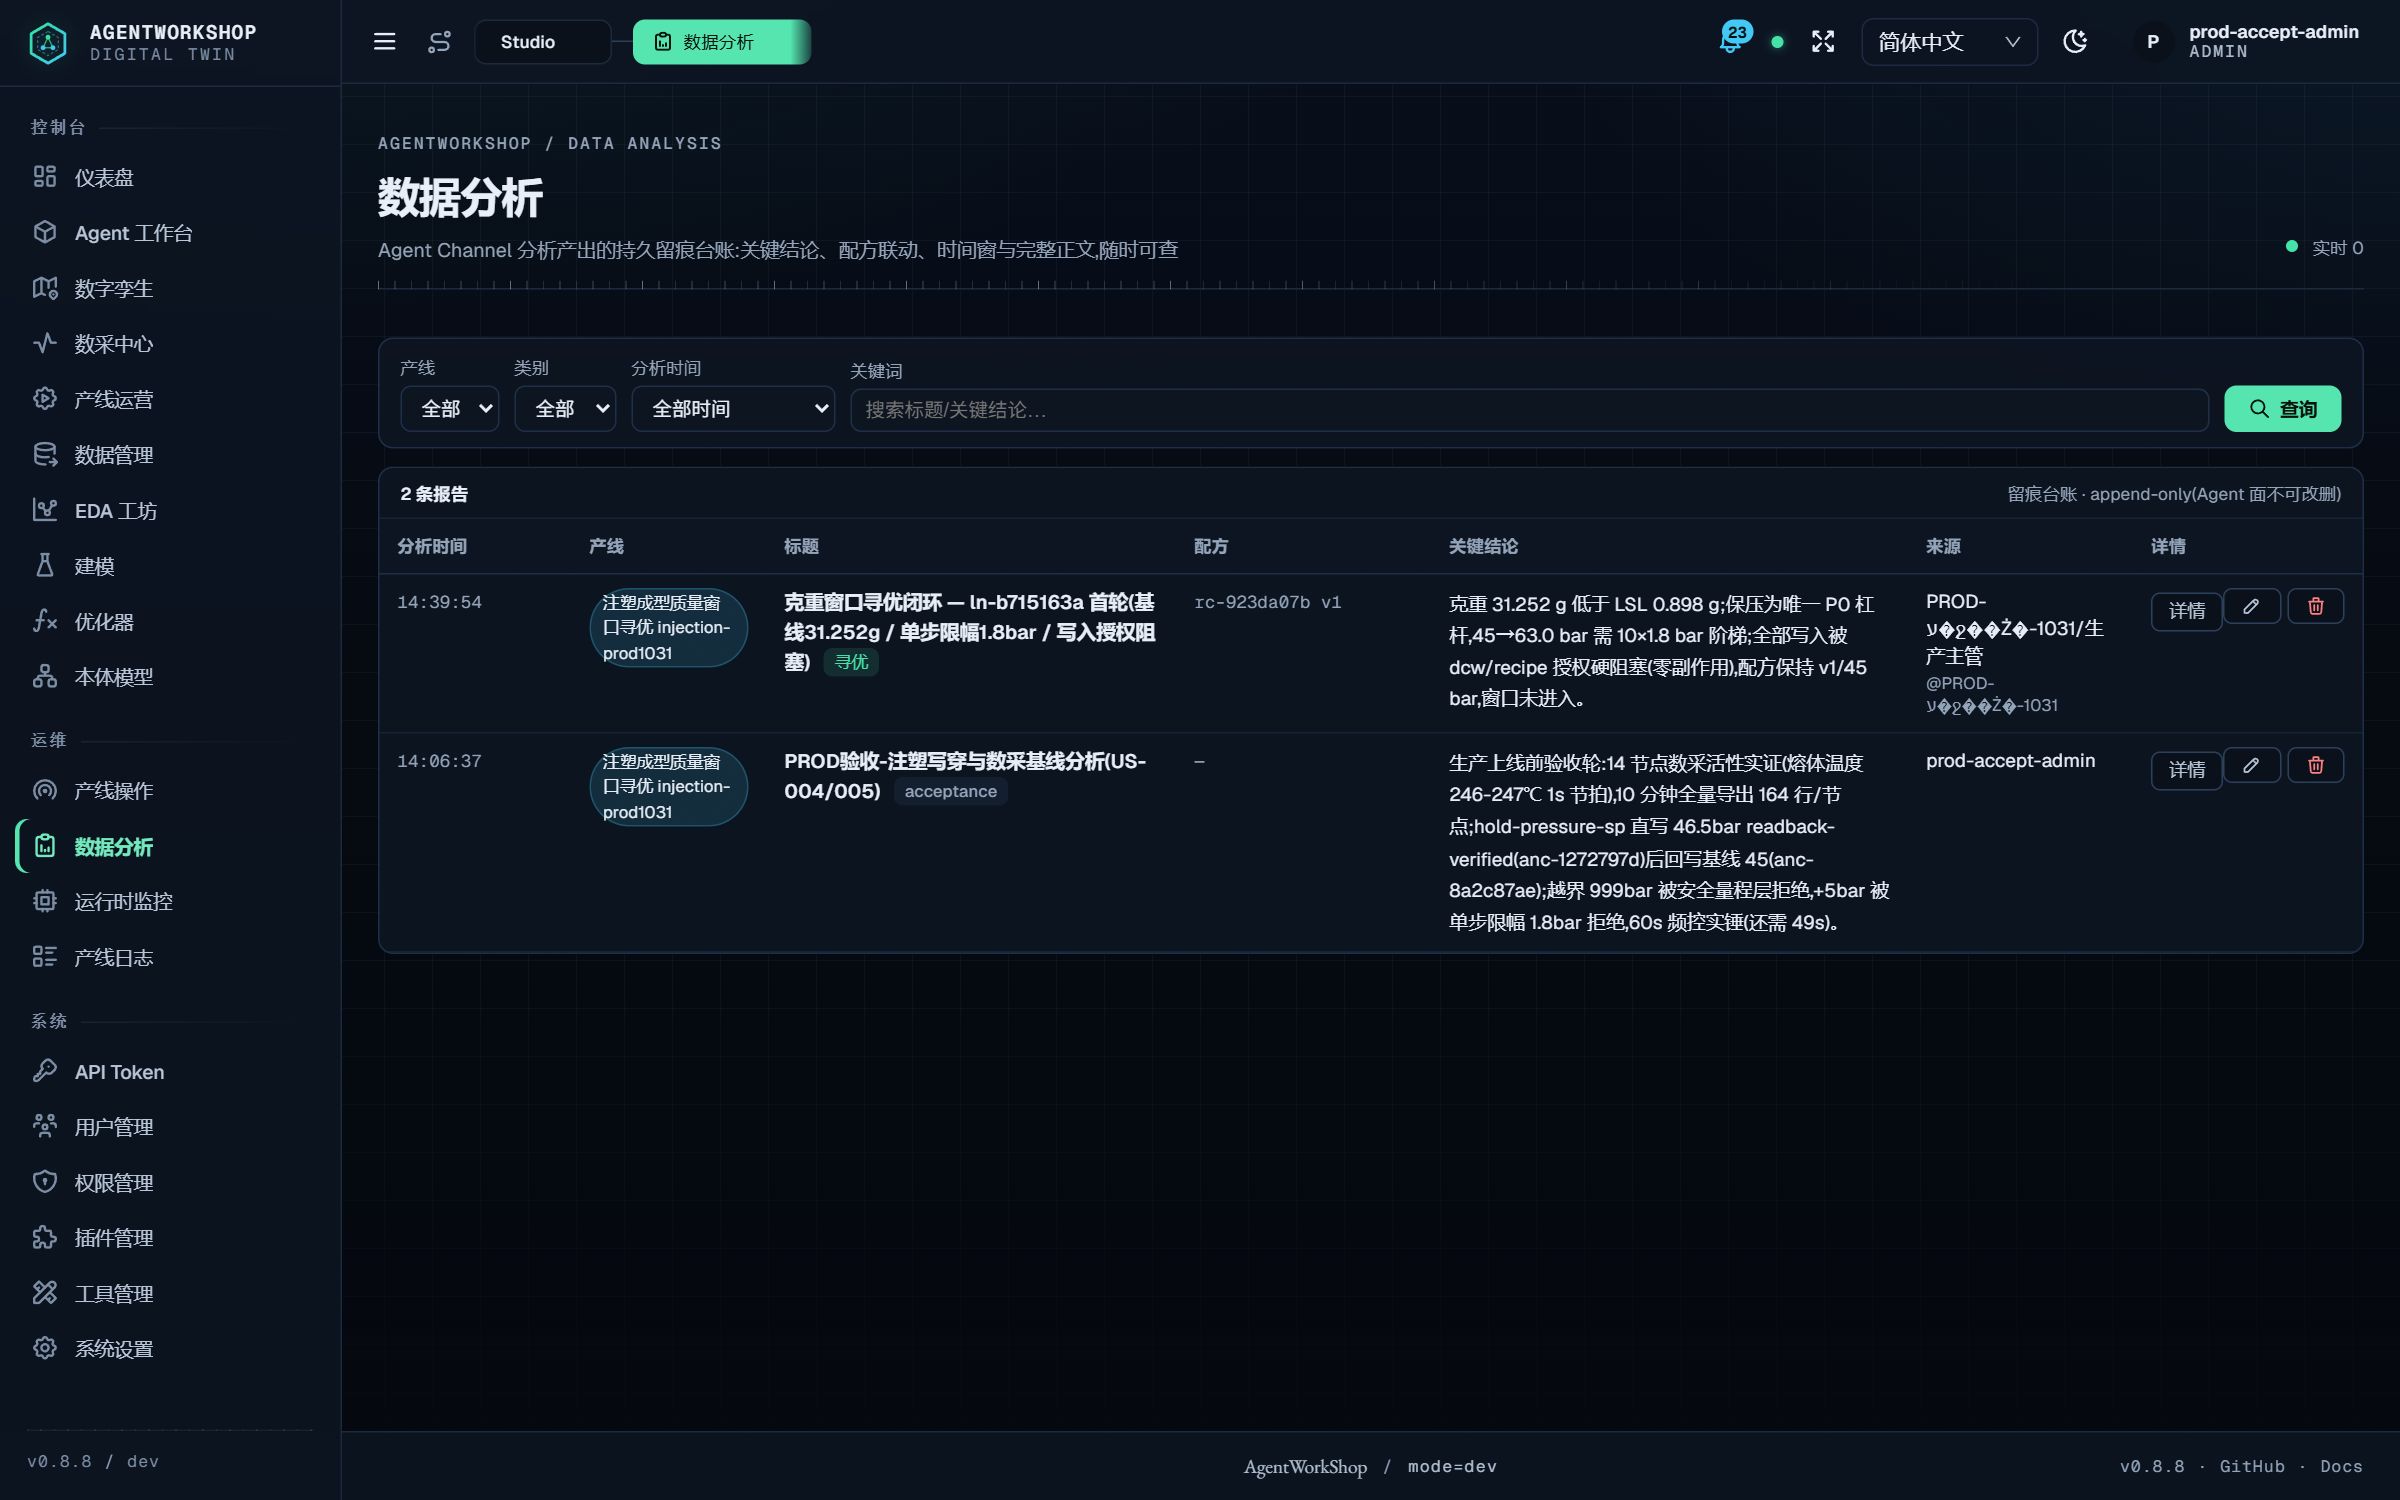 AGENTWORKSHOP
DIGITAL TWIN
控制台
仪表盘
Agent 工作台
数字孪生
数采中心
产线运营
数据管理
EDA 工坊
建模
优化器
本体模型
运维
产线操作
数据分析
运行时监控
产线日志
系统
API Token
用户管理
权限管理
插件管理
工具管理
系统设置
v0.8.8 / dev
Studio
数据分析
23
简体中文
P
prod-accept-admin
ADMIN
AGENTWORKSHOP / DATA ANALYSIS
数据分析
Agent Channel 分析产出的持久留痕台账:关键结论、配方联动、时间窗与完整正文,随时可查
实时 0
产线
类别
分析时间
关键词
全部
全部
全部时间
搜索标题/关键结论…
查询
2 条报告
留痕台账 · append-only(Agent 面不可改删)
分析时间
产线
标题
配方
关键结论
来源
详情
14:39:54
注塑成型质量窗
口寻优 injection-
prod1031
克重窗口寻优闭环 — ln-b715163a 首轮(基
线31.252g / 单步限幅1.8bar / 写入授权阻
塞) 寻优
rc-923da07b v1
克重 31.252 g 低于 LSL 0.898 g;保压为唯一 P0 杠
杆,45→63.0 bar 需 10×1.8 bar 阶梯;全部写入被
dcw/recipe 授权硬阻塞(零副作用),配方保持 v1/45
bar,窗口未进入。
PROD-
-1031/生
产主管
@PROD-
-1031
详情
14:06:37
注塑成型质量窗
口寻优 injection-
prod1031
PROD验收-注塑写穿与数采基线分析(US-
004/005) acceptance
–
生产上线前验收轮:14 节点数采活性实证(熔体温度
246-247℃ 1s 节拍),10 分钟全量导出 164 行/节
点;hold-pressure-sp 直写 46.5bar readback-
verified(anc-1272797d)后回写基线 45(anc-
8a2c87ae);越界 999bar 被安全量程层拒绝,+5bar 被
单步限幅 1.8bar 拒绝,60s 频控实锤(还需 49s)。
prod-accept-admin
详情
AgentWorkShop / mode=dev
v0.8.8 · GitHub · Docs